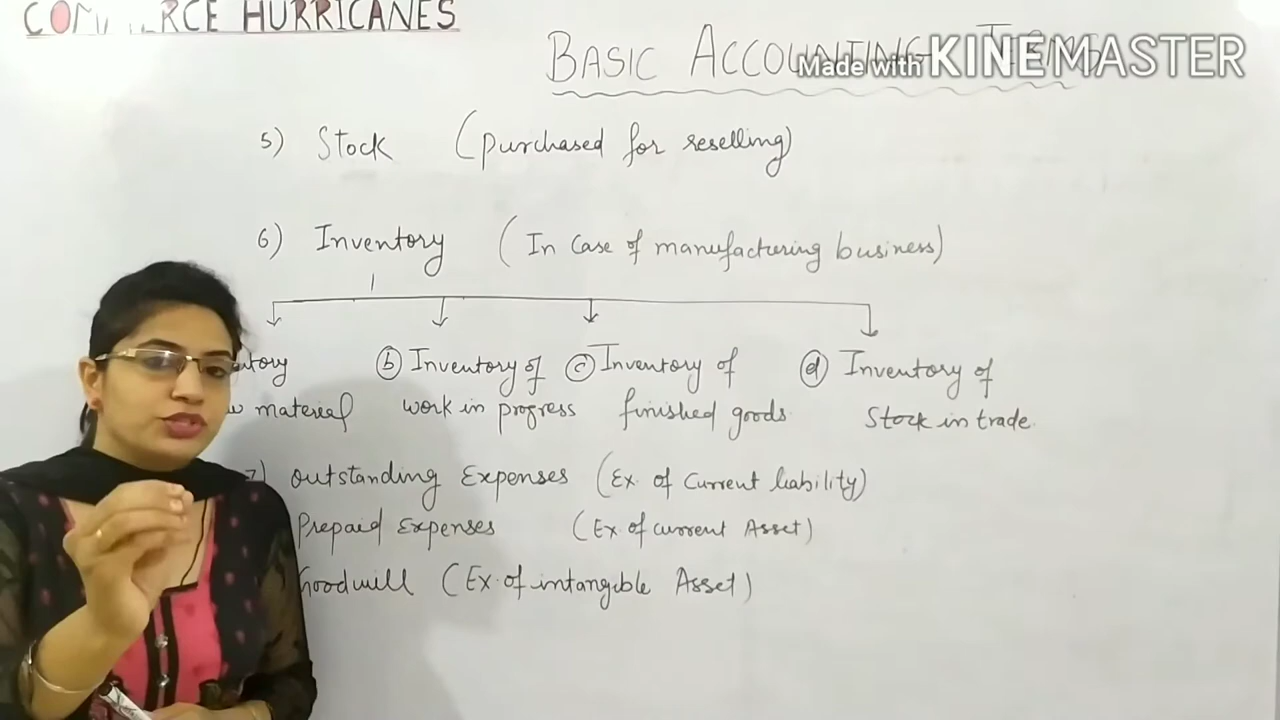 HURRICANES
BASIC ACCOUNTING TERMS
Made with KINEMASTER
5) Stock (purchased for reselling)
6) Inventory (In Case of manufacturing business)
(b) Inventory of
work in progress
(c) Inventory of
finished goods.
(d) Inventory of
Stock in trade.
material
7) Outstanding Expenses (Ex. of Current liability)
Prepaid Expenses (Ex. of current Asset)
Goodwill (Ex. of intangible Asset)